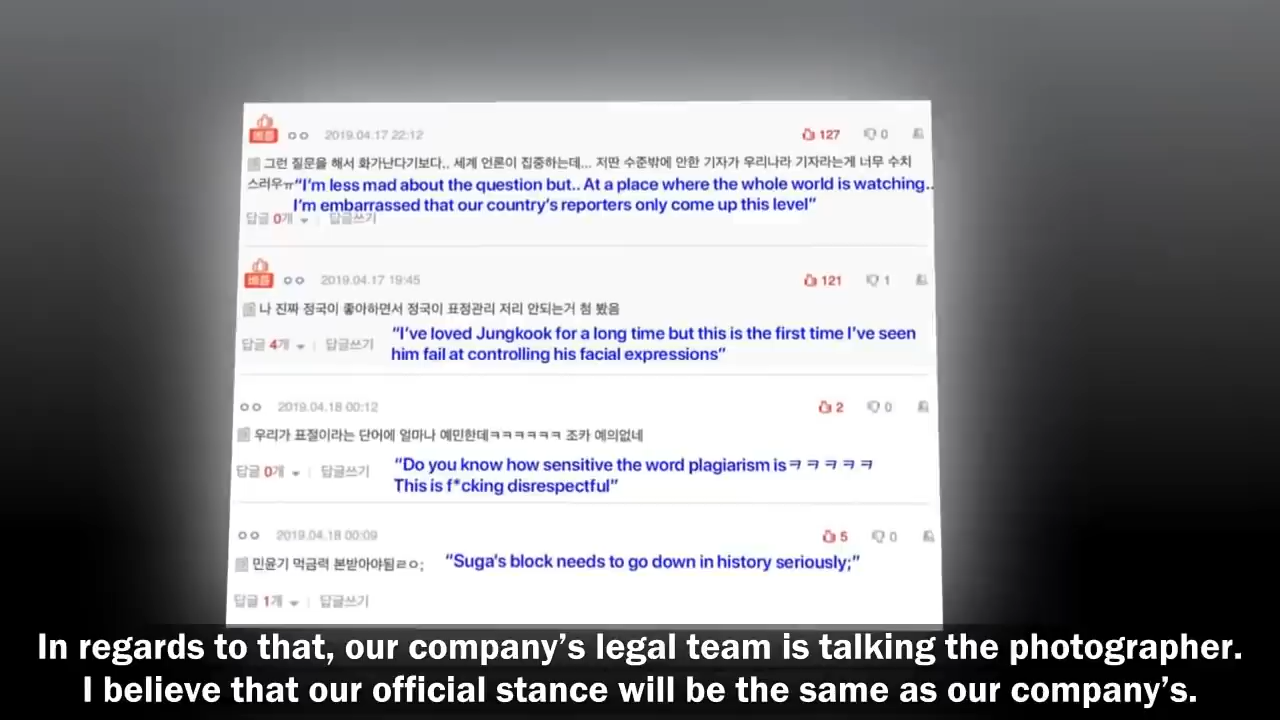 베플 ㅇㅇ 2019.04.17 22:12 127 0
그런 질문을 해서 화가난다기보다.. 세계 언론이 집중하는데... 저딴 수준밖에 안한 기자가 우리나라 기자라는게 너무 수치
스러우ㅠ "I'm less mad about the question but.. At a place where the whole world is watching..
I'm embarrassed that our country's reporters only come up this level"
답글 0개 답글쓰기
베플 ㅇㅇ 2019.04.17 19:45 121 1
나 진짜 정국이 좋아하면서 정국이 표정관리 저리 안되는거 첨 봤음
"I've loved Jungkook for a long time but this is the first time I've seen
him fail at controlling his facial expressions"
답글 4개 답글쓰기
ㅇㅇ 2019.04.18 00:12 2 0
우리가 표절이라는 단어에 얼마나 예민한데ㅋㅋㅋㅋㅋㅋ 조카 예의없네
"Do you know how sensitive the word plagiarism isㅋㅋㅋㅋㅋ
This is f*cking disrespectful"
답글 0개 답글쓰기
ㅇㅇ 2019.04.18 00:09 5 0
민윤기 먹금력 본받아야됨ㄹㅇ; "Suga's block needs to go down in history seriously;"
답글 1개 답글쓰기
In regards to that, our company's legal team is talking the photographer.
I believe that our official stance will be the same as our company's.